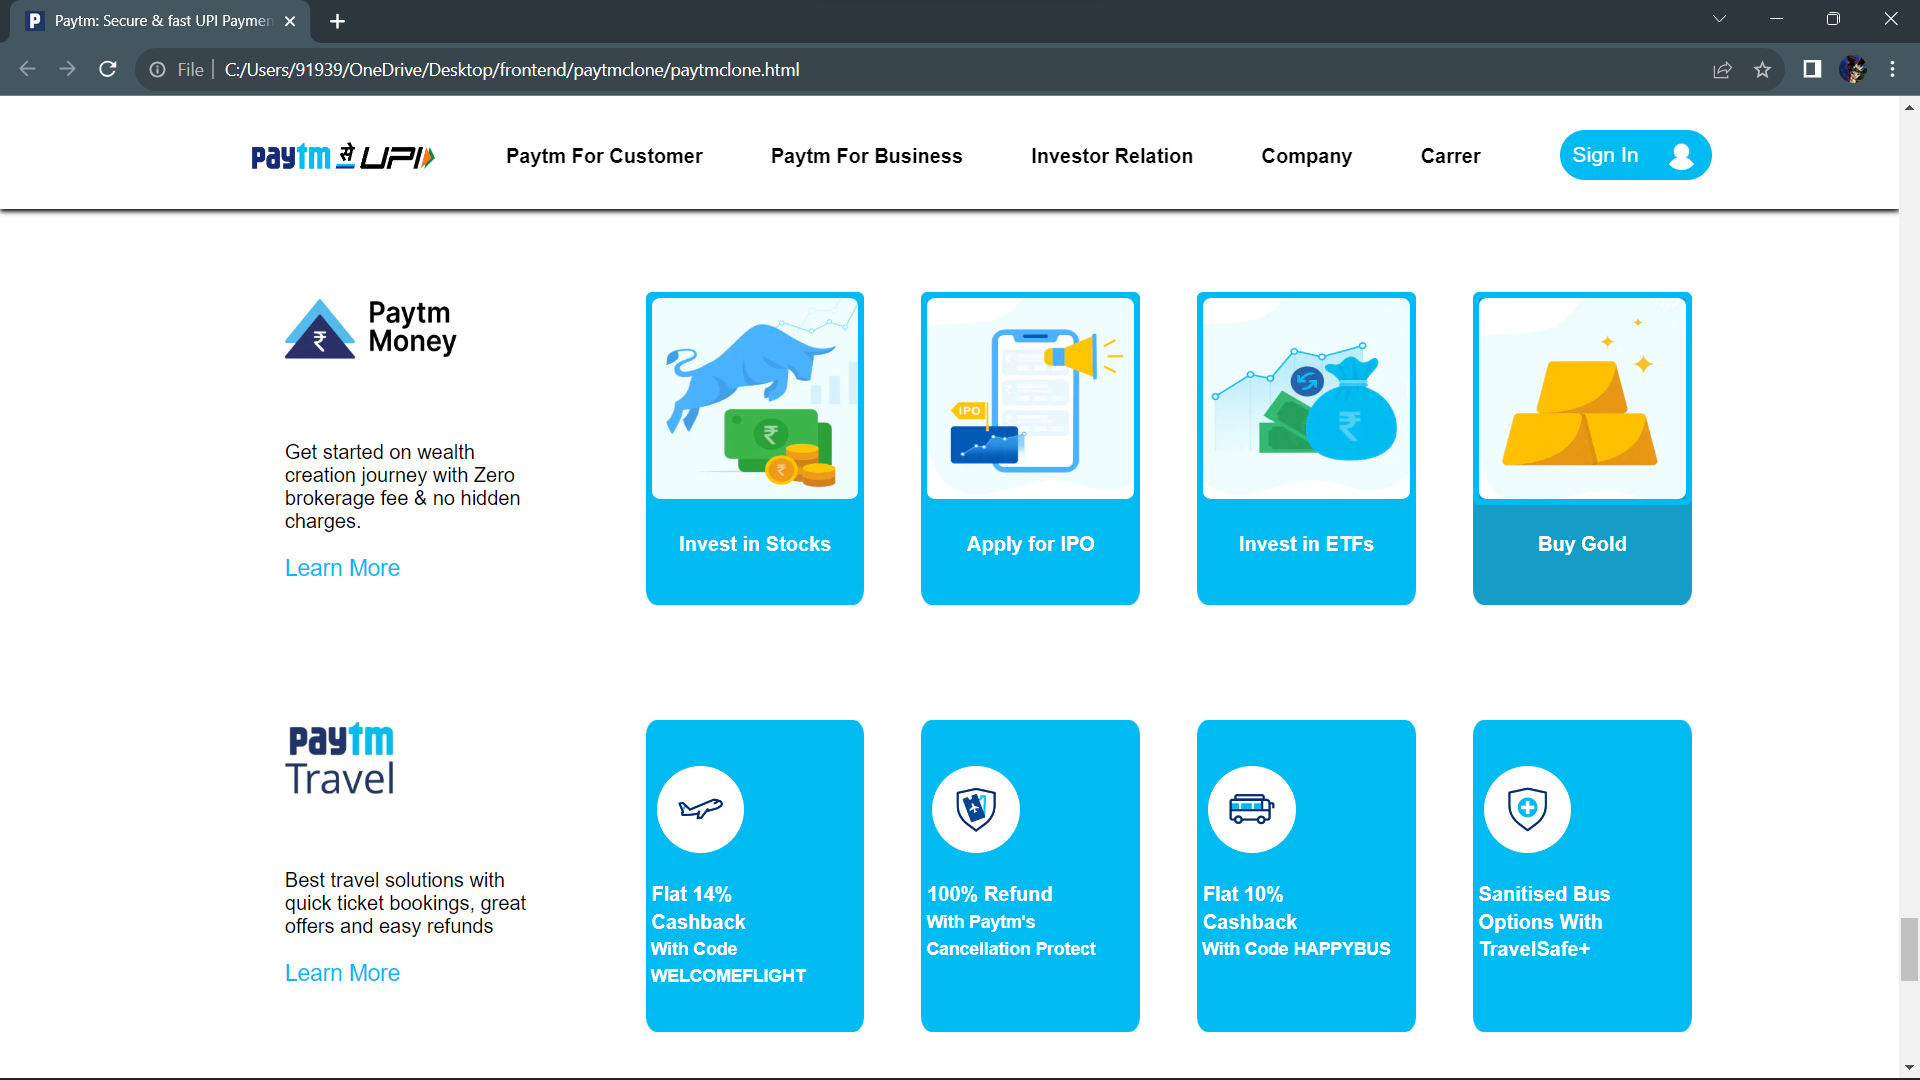 Paytm: Secure & fast UPI Paymen
File
C:/Users/91939/OneDrive/Desktop/frontend/paytmclone/paytmclone.html
paytm से UPI
Paytm For Customer
Paytm For Business
Investor Relation
Company
Carrer
Sign In
Paytm
Money
Get started on wealth
creation journey with Zero
brokerage fee & no hidden
charges.
Learn More
₹
₹
₹
IPO
₹
Invest in Stocks
Apply for IPO
Invest in ETFs
Buy Gold
paytm
Travel
Best travel solutions with
quick ticket bookings, great
offers and easy refunds
Learn More
Flat 14%
Cashback
With Code
WELCOMEFLIGHT
100% Refund
With Paytm's
Cancellation Protect
Flat 10%
Cashback
With Code HAPPYBUS
Sanitised Bus
Options With
TravelSafe+